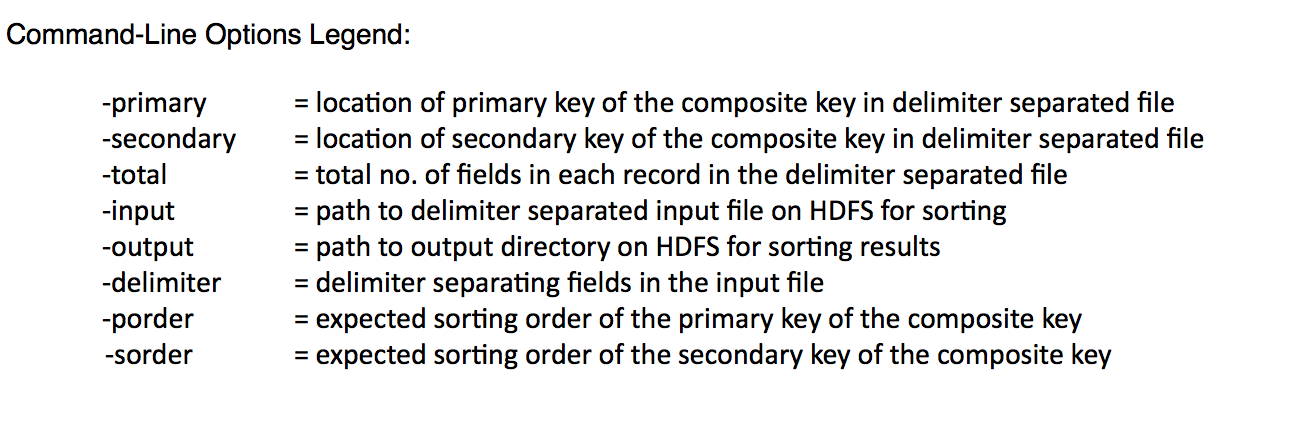 Command-Line Options Legend:
-primary = location of primary key of the composite key in delimiter separated file
-secondary = location of secondary key of the composite key in delimiter separated file
-total = total no. of fields in each record in the delimiter separated file
-input = path to delimiter separated input file on HDFS for sorting
-output = path to output directory on HDFS for sorting results
-delimiter = delimiter separating fields in the input file
-porder = expected sorting order of the primary key of the composite key
-sorder = expected sorting order of the secondary key of the composite key